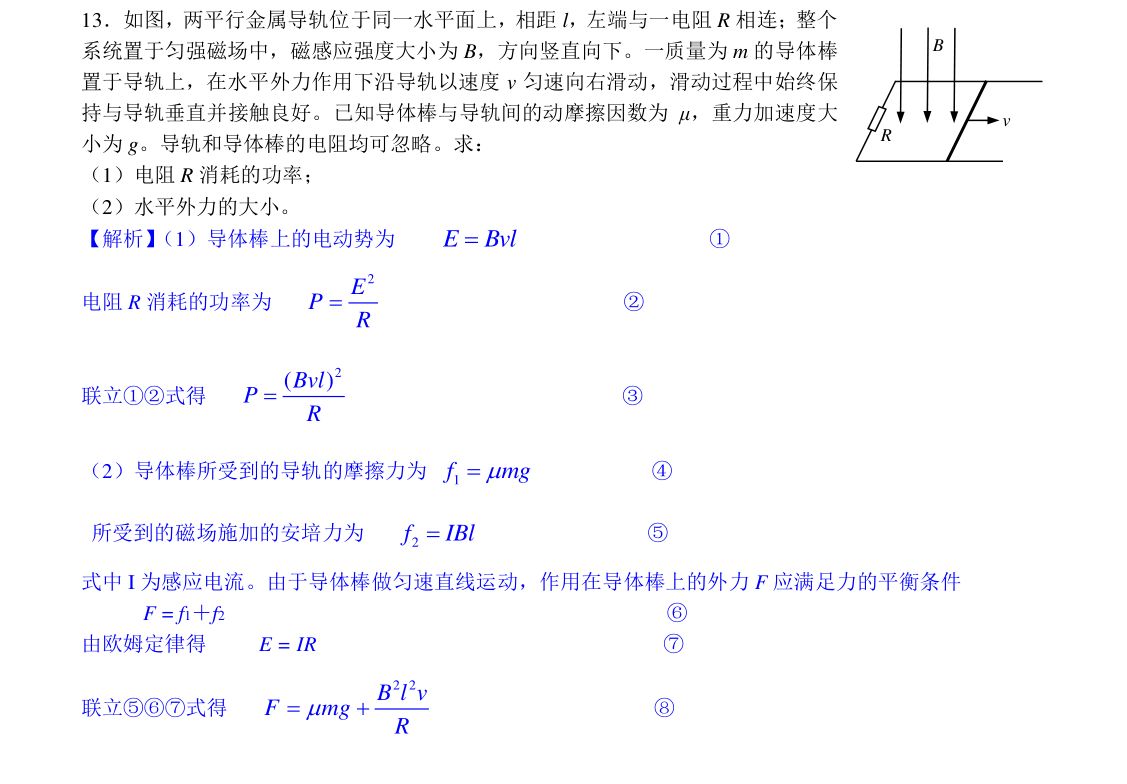 13．如图，两平行金属导轨位于同一水平面上，相距 l，左端与一电阻 R 相连；整个
系统置于匀强磁场中，磁感应强度大小为 B，方向竖直向下。一质量为 m 的导体棒
置于导轨上，在水平外力作用下沿导轨以速度 v 匀速向右滑动，滑动过程中始终保
持与导轨垂直并接触良好。已知导体棒与导轨间的动摩擦因数为 μ，重力加速度大
小为 g。导轨和导体棒的电阻均可忽略。求：
（1）电阻 R 消耗的功率；
（2）水平外力的大小。
B
v
R
【解析】（1）导体棒上的电动势为 E = Bvl ①
电阻 R 消耗的功率为 P = E²/R ②
联立①②式得 P = (Bvl)²/R ③
（2）导体棒所受到的导轨的摩擦力为 f₁ = μmg ④
所受到的磁场施加的安培力为 f₂ = IBl ⑤
式中 I 为感应电流。由于导体棒做匀速直线运动，作用在导体棒上的外力 F 应满足力的平衡条件
F = f₁＋f₂ ⑥
由欧姆定律得 E = IR ⑦
联立⑤⑥⑦式得 F = μmg + B²l²v/R ⑧